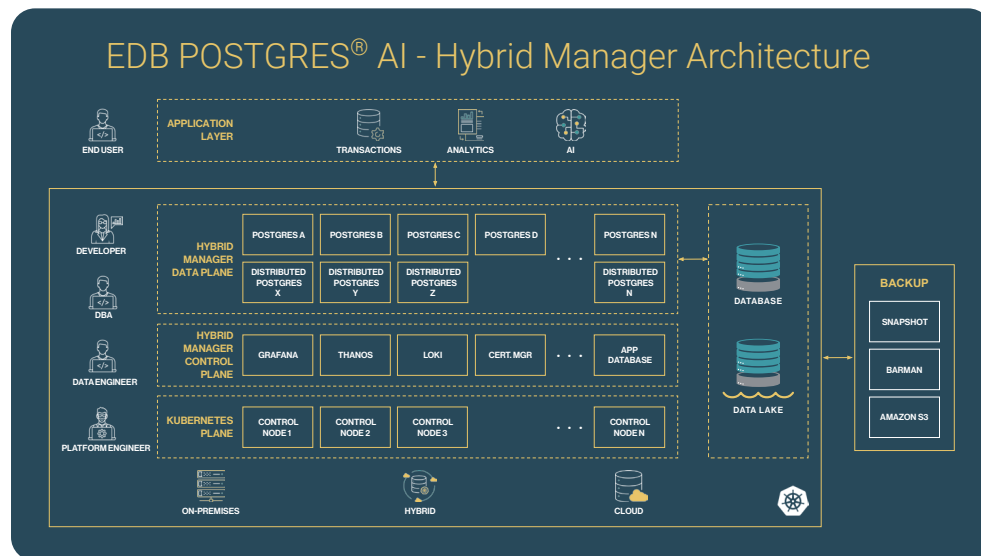 EDB POSTGRES® AI - Hybrid Manager Architecture
END USER
APPLICATION
LAYER
TRANSACTIONS
ANALYTICS
AI
DEVELOPER
DBA
DATA ENGINEER
PLATFORM ENGINEER
HYBRID
MANAGER
DATA PLANE
POSTGRES A
POSTGRES B
POSTGRES C
POSTGRES D
. . .
POSTGRES N
DISTRIBUTED
POSTGRES
X
DISTRIBUTED
POSTGRES
Y
DISTRIBUTED
POSTGRES
Z
DISTRIBUTED
POSTGRES
N
HYBRID
MANAGER
CONTROL
PLANE
GRAFANA
THANOS
LOKI
CERT. MGR
. . .
APP
DATABASE
KUBERNETES
PLANE
CONTROL
NODE 1
CONTROL
NODE 2
CONTROL
NODE 3
. . .
CONTROL
NODE N
DATABASE
DATA LAKE
BACKUP
SNAPSHOT
BARMAN
AMAZON S3
ON-PREMISES
HYBRID
CLOUD